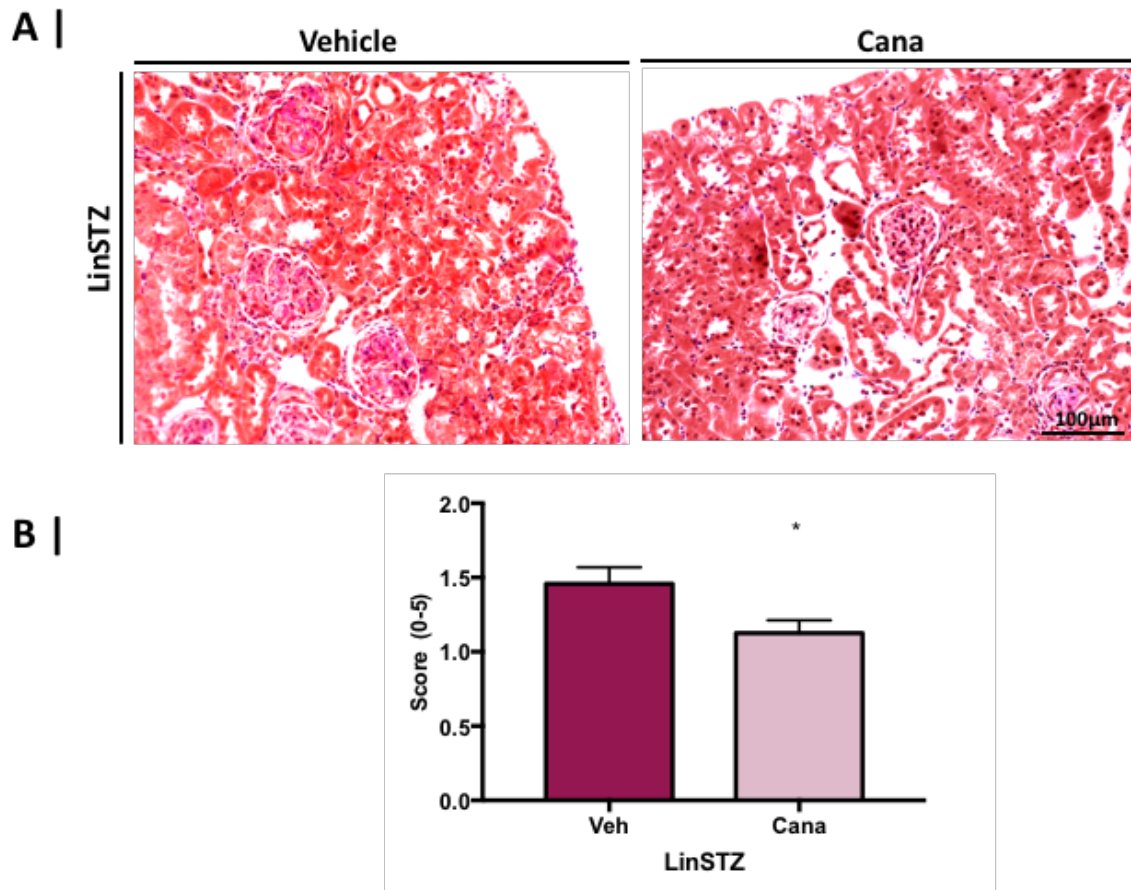 A |
Vehicle
Cana
LinSTZ
100μm
B |
2.0
1.5
1.0
0.5
0.0
Score (0-5)
*
Veh
Cana
LinSTZ